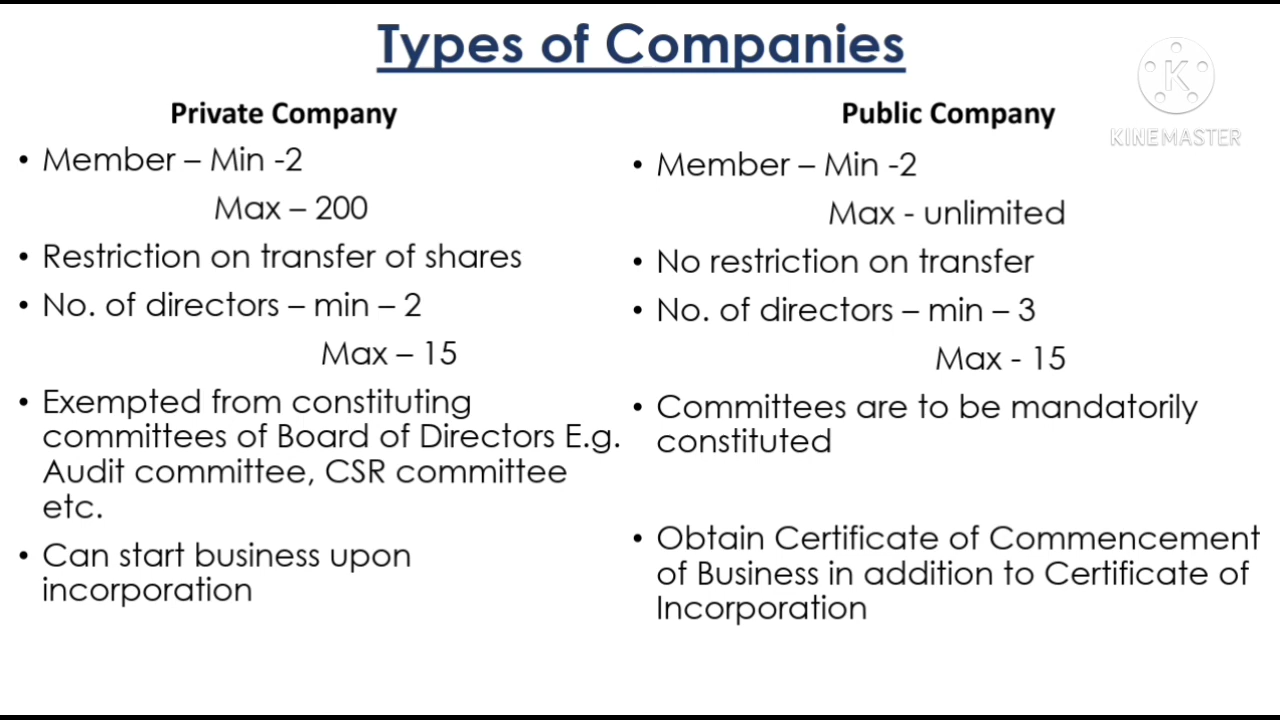 Types of Companies
KINEMASTER
Private Company
• Member – Min -2
Max – 200
• Restriction on transfer of shares
• No. of directors – min – 2
Max – 15
• Exempted from constituting
committees of Board of Directors E.g.
Audit committee, CSR committee
etc.
• Can start business upon
incorporation
Public Company
• Member – Min -2
Max - unlimited
• No restriction on transfer
• No. of directors – min – 3
Max - 15
• Committees are to be mandatorily
constituted
• Obtain Certificate of Commencement
of Business in addition to Certificate of
Incorporation